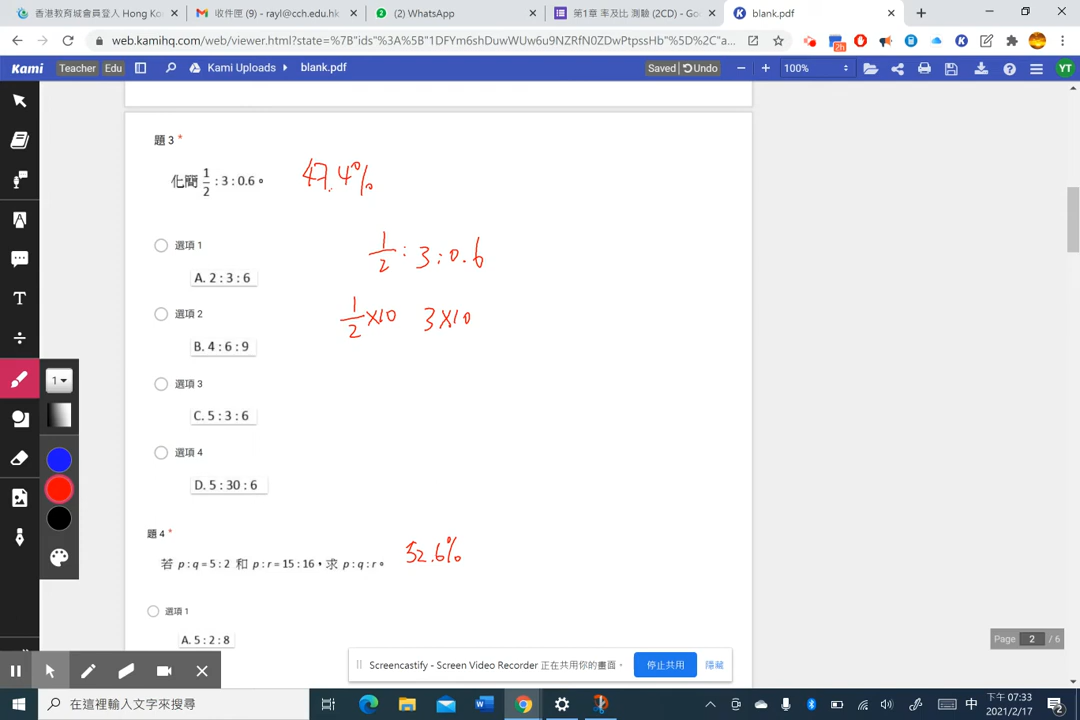 香港教育城會員登入 Hong Ko
收件匣 (9) - rayl@cch.edu.hk
(2) WhatsApp
第1章 率及比 測驗 (2CD) - Goo
blank.pdf
web.kamihq.com/web/viewer.html?state=%7B"ids"%3A%5B"1DFYm6shDuwWUw6u9NZRfN0ZDwPtpssHb"%5D%2C"a...
2h
Kami Teacher Edu Kami Uploads blank.pdf Saved Undo 100% YT
題 3 *
化簡 1/2 : 3 : 0.6。 47.4%
選項 1
1/2 : 3 : 0.6
A. 2 : 3 : 6
選項 2
1/2 ×10 3×10
B. 4 : 6 : 9
1
選項 3
C. 5 : 3 : 6
選項 4
D. 5 : 30 : 6
題 4 *
若 p : q = 5 : 2 和 p : r = 15 : 16,求 p : q : r。 52.6%
選項 1
A. 5 : 2 : 8
Page 2 / 6
Screencastify - Screen Video Recorder 正在共用你的畫面。 停止共用 隱藏
在這裡輸入文字來搜尋
中
下午 07:33
2021/2/17
2